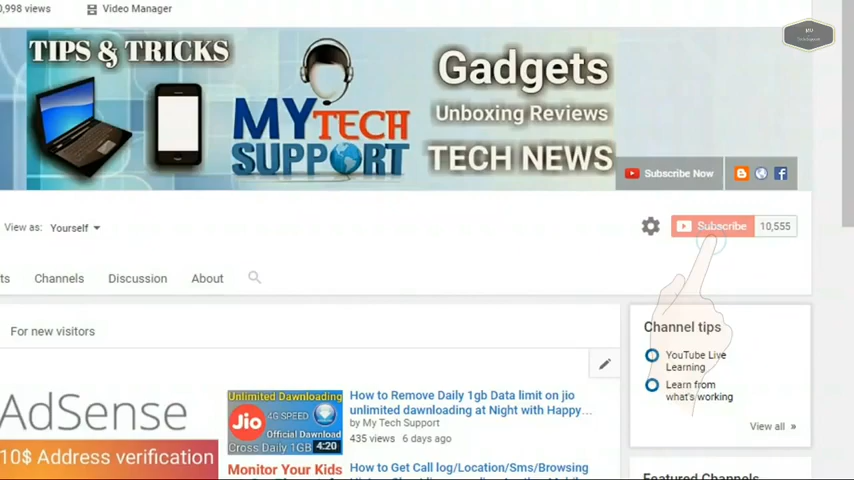 0,998 views
Video Manager
TIPS & TRICKS
MYTECH
SUPPORT
Gadgets
Unboxing Reviews
TECH NEWS
Subscribe Now
View as: Yourself
Subscribe 10,555
ts Channels Discussion About
For new visitors
AdSense
10$ Address verification
Unlimited Dawnloading
Jio
4G SPEED
Official Dawnload
Cross Daily 1GB
4:20
How to Remove Daily 1gb Data limit on jio
unlimited dawnloading at Night with Happy...
by My Tech Support
435 views 6 days ago
Monitor Your Kids
How to Get Call log/Location/Sms/Browsing
Channel tips
YouTube Live
Learning
Learn from
what's working
View all »
Featured Channels